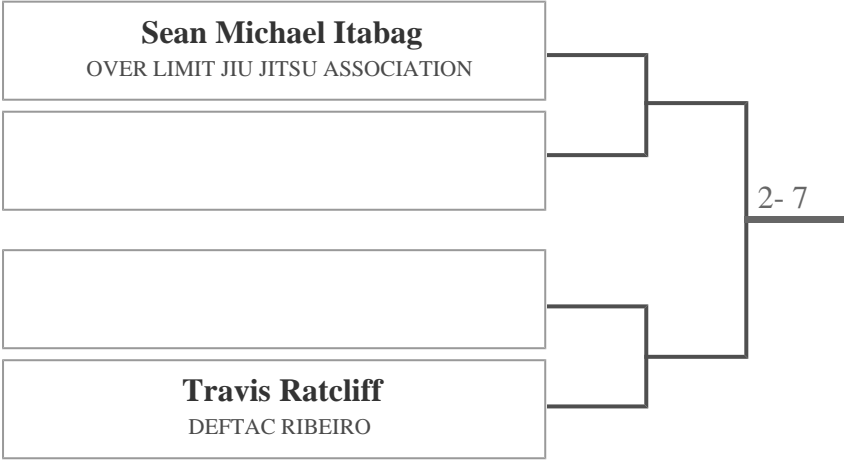 Sean Michael Itabag
OVER LIMIT JIU JITSU ASSOCIATION
2- 7
Travis Ratcliff
DEFTAC RIBEIRO